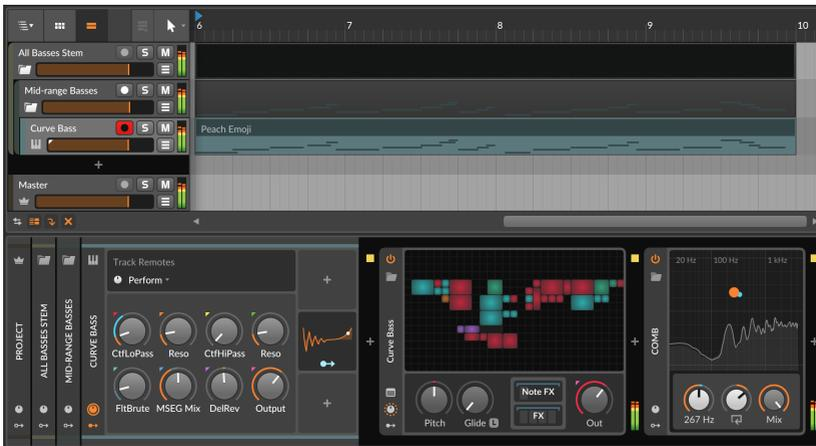 6 7 8 9 10
All Basses Stem S M
Mid-range Basses S M
Curve Bass S M
Peach Emoji
+
Master S M
PROJECT
ALL BASSES STEM
MID-RANGE BASSES
CURVE BASS
Track Remotes
Perform
CtfLoPass Reso CtfHiPass Reso
FltBrute MSEG Mix DelRev Output
+
+
+
Curve Bass
Pitch Glide L
Note FX
FX
Out
+
COMB
20 Hz 100 Hz 1 kHz
267 Hz Mix
+